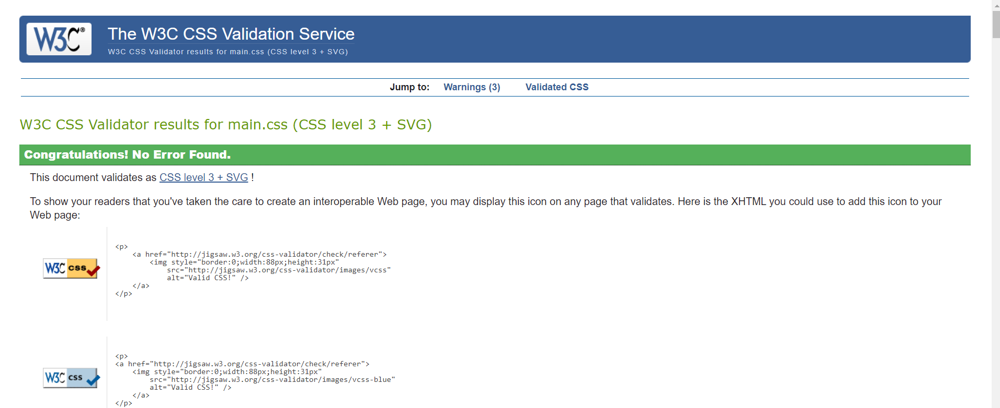 W3C®
The W3C CSS Validation Service
W3C CSS Validator results for main.css (CSS level 3 + SVG)
Jump to: Warnings (3) Validated CSS
W3C CSS Validator results for main.css (CSS level 3 + SVG)
Congratulations! No Error Found.
This document validates as CSS level 3 + SVG !
To show your readers that you've taken the care to create an interoperable Web page, you may display this icon on any page that validates. Here is the XHTML you could use to add this icon to your
Web page:
W3C css
<p>
    <a href="http://jigsaw.w3.org/css-validator/check/referer">
        <img style="border:0;width:88px;height:31px"
            src="http://jigsaw.w3.org/css-validator/images/vcss"
            alt="Valid CSS!" />
    </a>
</p>
W3C css
<p>
<a href="http://jigsaw.w3.org/css-validator/check/referer">
    <img style="border:0;width:88px;height:31px"
        src="http://jigsaw.w3.org/css-validator/images/vcss-blue"
        alt="Valid CSS!" />
    </a>
</p>